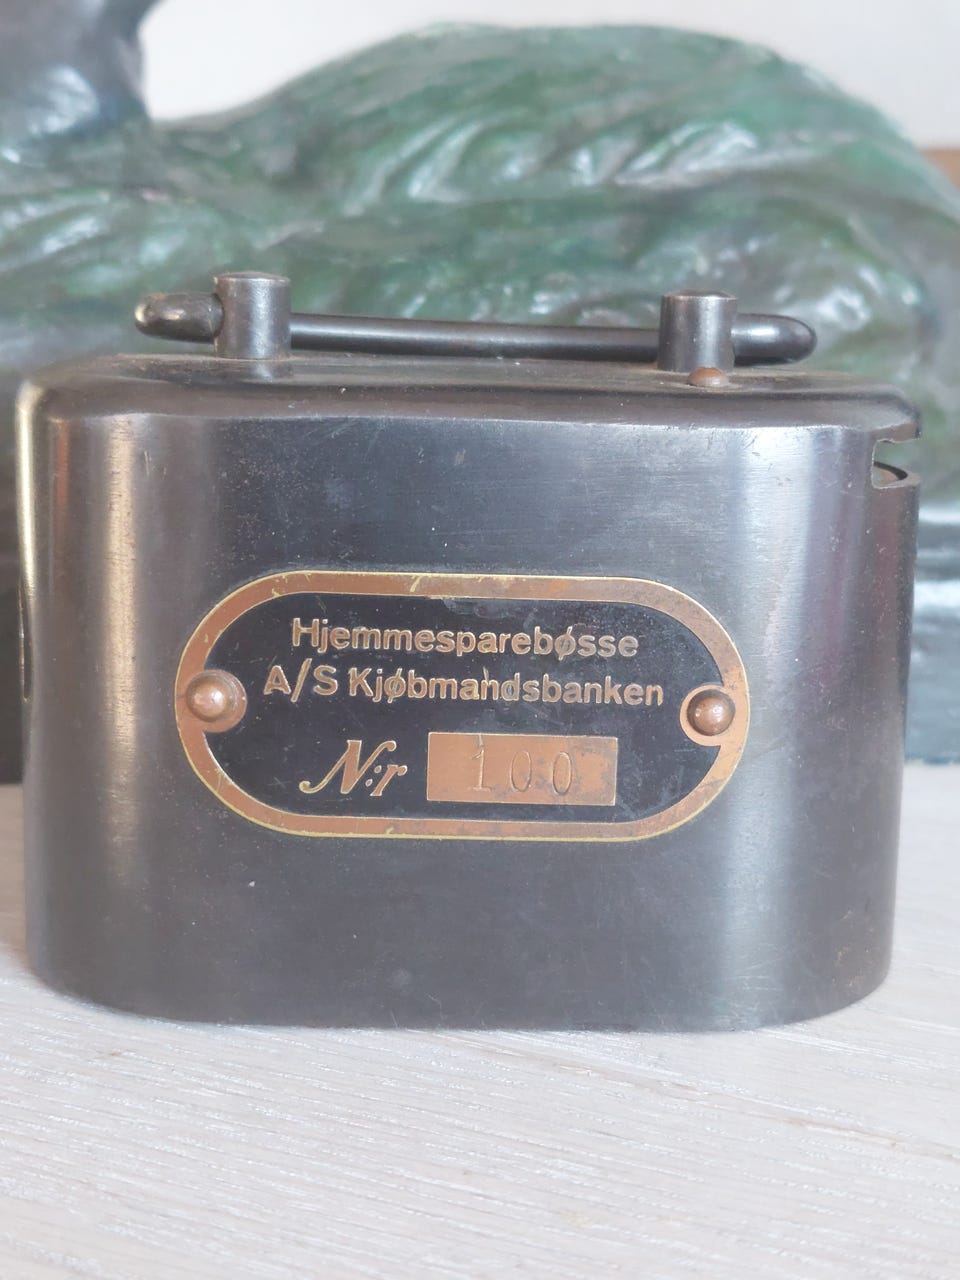 Hjemmesparebøsse
A/S Kjøbmandsbanken
N:r 100